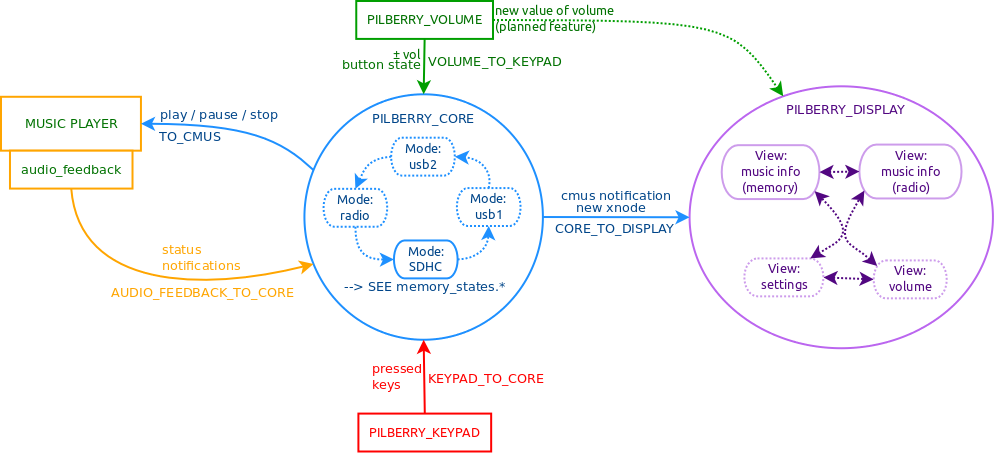 PILBERRY_VOLUME
new value of volume
(planned feature)
± vol
button state
VOLUME_TO_KEYPAD
MUSIC PLAYER
audio_feedback
play / pause / stop
TO_CMUS
PILBERRY_CORE
Mode:
usb2
Mode:
radio
Mode:
usb1
Mode:
SDHC
--> SEE memory_states.*
cmus notification
new xnode
CORE_TO_DISPLAY
PILBERRY_DISPLAY
View:
music info
(memory)
View:
music info
(radio)
View:
settings
View:
volume
status
notifications
AUDIO_FEEDBACK_TO_CORE
pressed
keys
KEYPAD_TO_CORE
PILBERRY_KEYPAD